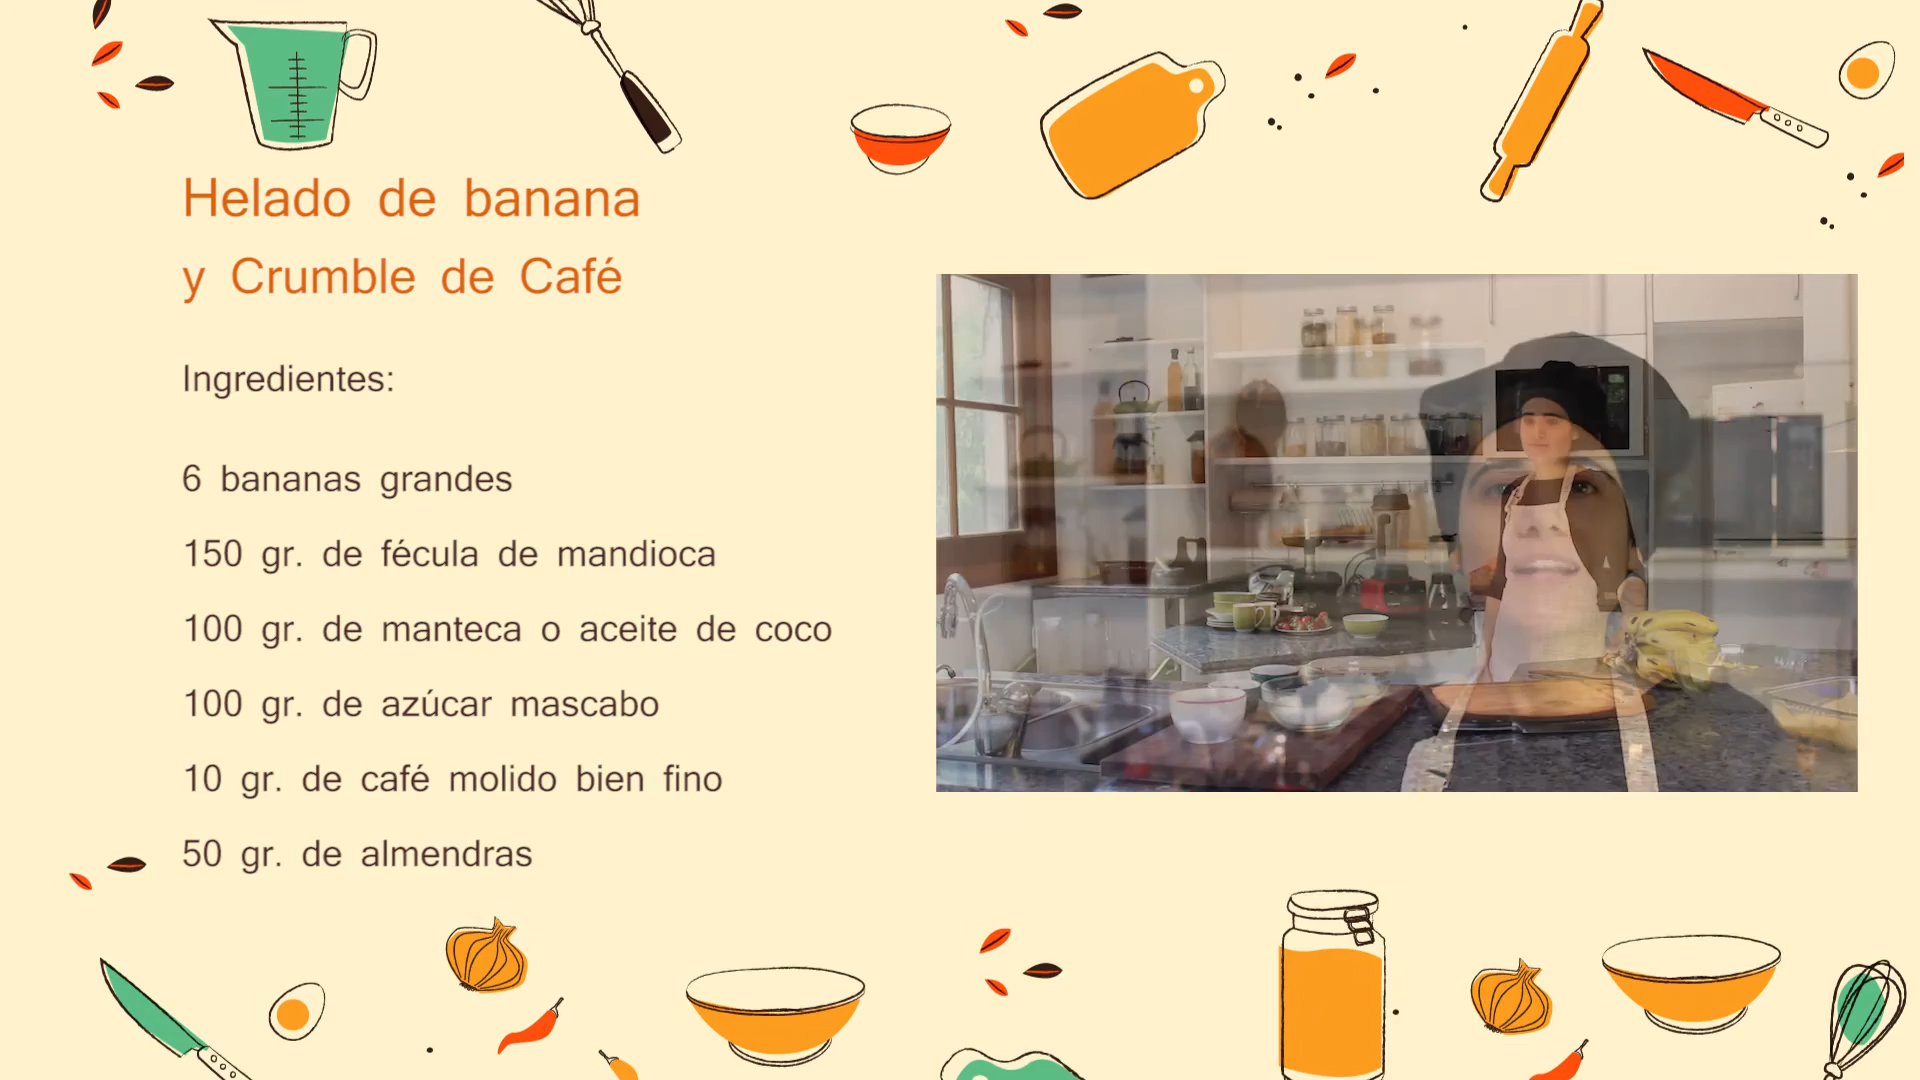 Helado de banana
y Crumble de Café
Ingredientes:
6 bananas grandes
150 gr. de fécula de mandioca
100 gr. de manteca o aceite de coco
100 gr. de azúcar mascabo
10 gr. de café molido bien fino
50 gr. de almendras